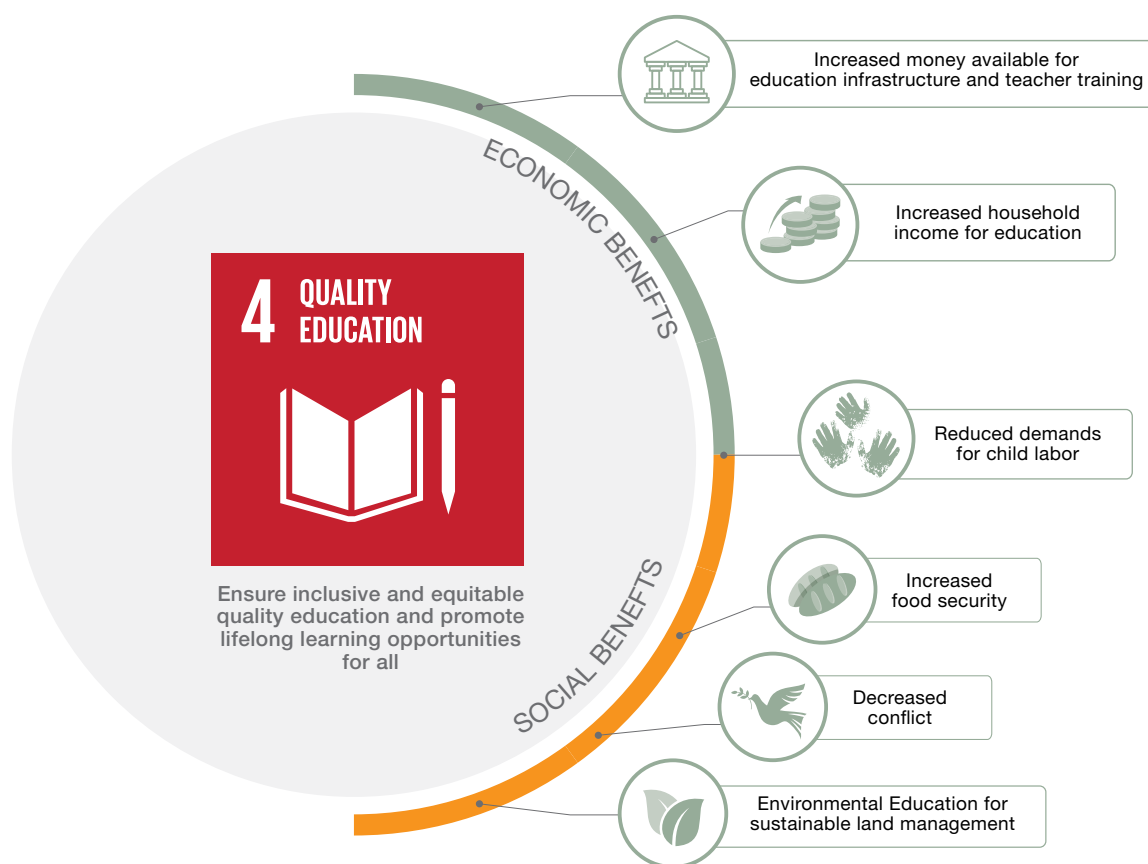 Increased money available for
education infrastructure and teacher training
ECONOMIC BENEFTS
Increased household
income for education
4 QUALITY
EDUCATION
Reduced demands
for child labor
Ensure inclusive and equitable
quality education and promote
lifelong learning opportunities
for all
Increased
food security
SOCIAL BENEFITS
Decreased
conflict
Environmental Education for
sustainable land management